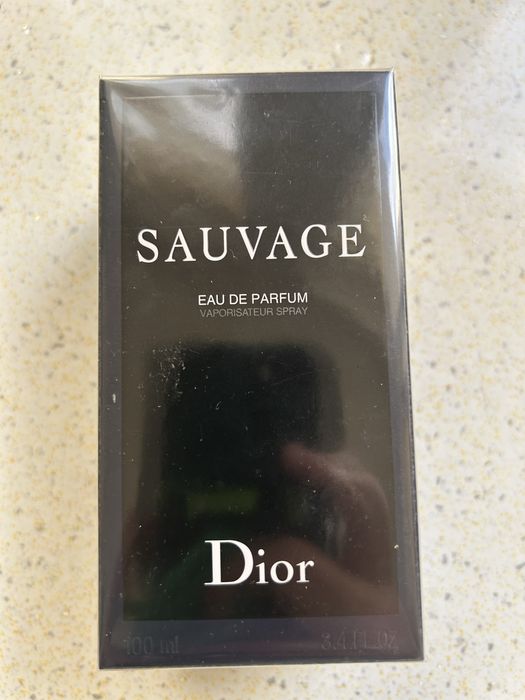 SAUVAGE
EAU DE PARFUM
VAPORISATEUR SPRAY
Dior
100 ml 3.4 fl oz